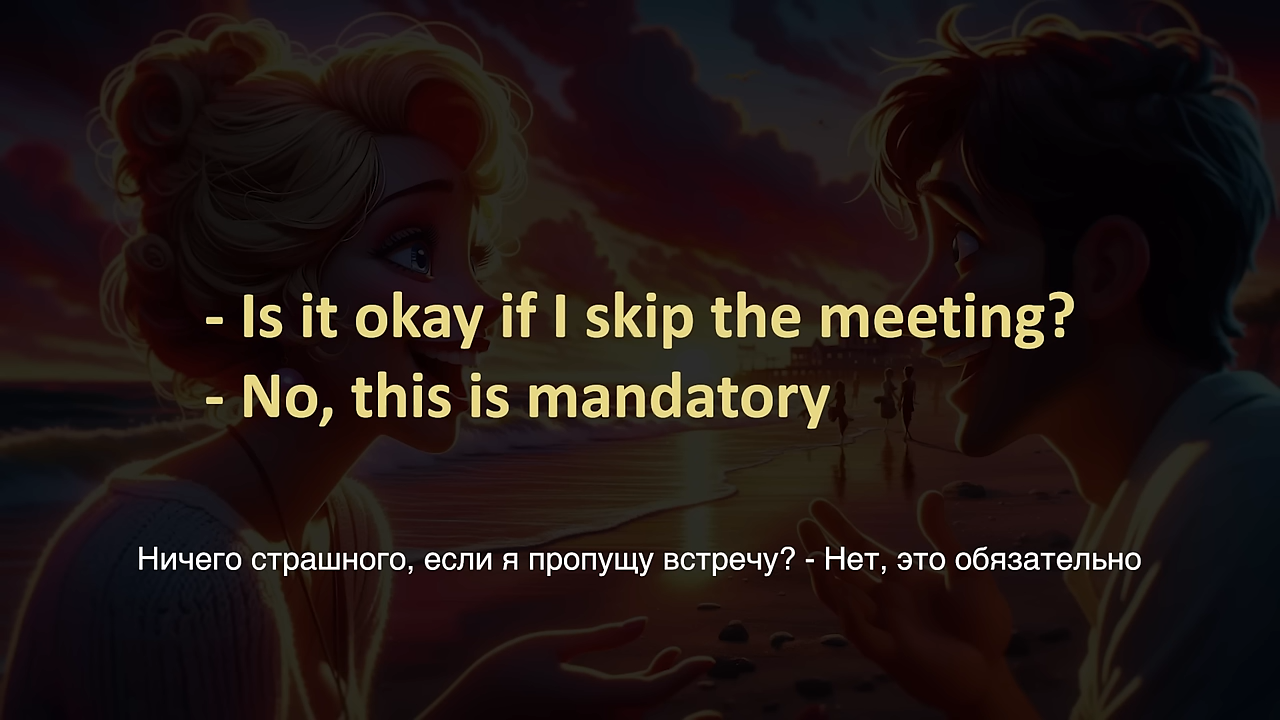 - Is it okay if I skip the meeting?
- No, this is mandatory
Ничего страшного, если я пропущу встречу? - Нет, это обязательно